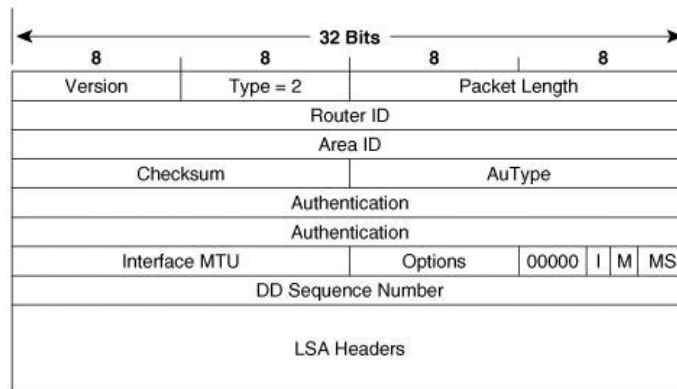 32 Bits
8 8 8 8
Version Type = 2 Packet Length
Router ID
Area ID
Checksum AuType
Authentication
Authentication
Interface MTU Options 00000 I M MS
DD Sequence Number
LSA Headers